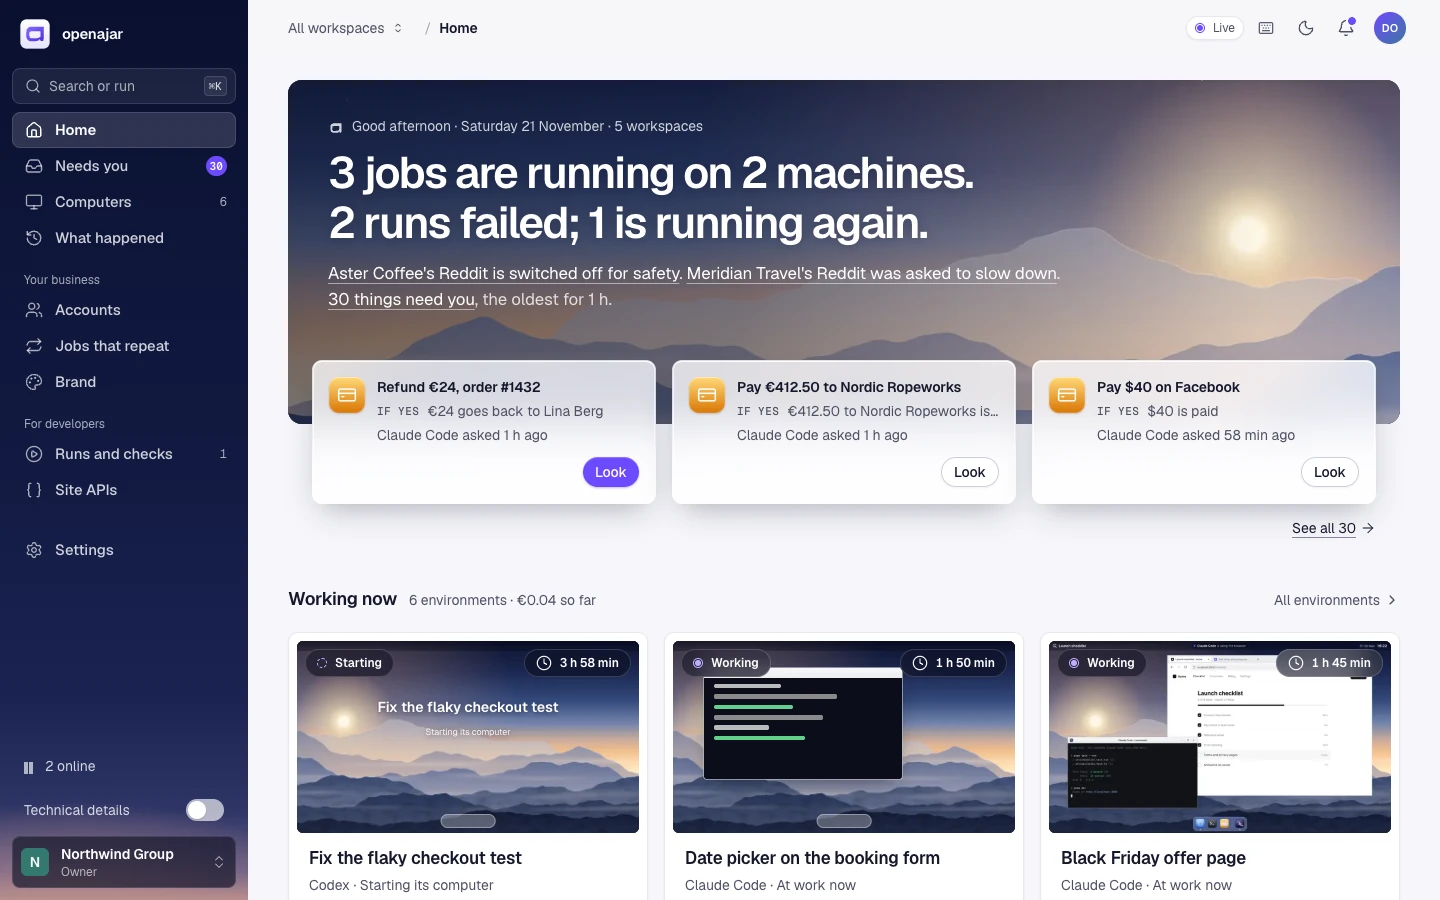 openajar
Search or run
⌘K
Home
Needs you
30
Computers
6
What happened
Your business
Accounts
Jobs that repeat
Brand
For developers
Runs and checks
1
Site APIs
Settings
2 online
Technical details
N
Northwind Group
Owner
All workspaces
/ Home
Live
DO
Good afternoon · Saturday 21 November · 5 workspaces
3 jobs are running on 2 machines.
2 runs failed; 1 is running again.
Aster Coffee's Reddit is switched off for safety. Meridian Travel's Reddit was asked to slow down.
30 things need you, the oldest for 1 h.
Refund €24, order #1432
IF YES €24 goes back to Lina Berg
Claude Code asked 1 h ago
Look
Pay €412.50 to Nordic Ropeworks
IF YES €412.50 to Nordic Ropeworks is...
Claude Code asked 1 h ago
Look
Pay $40 on Facebook
IF YES $40 is paid
Claude Code asked 58 min ago
Look
See all 30
Working now
6 environments · €0.04 so far
All environments
Starting
3 h 58 min
Fix the flaky checkout test
Starting its computer
Fix the flaky checkout test
Codex · Starting its computer
Working
1 h 50 min
Date picker on the booking form
Claude Code · At work now
Working
1 h 45 min
Launch checklist
Black Friday offer page
Claude Code · At work now